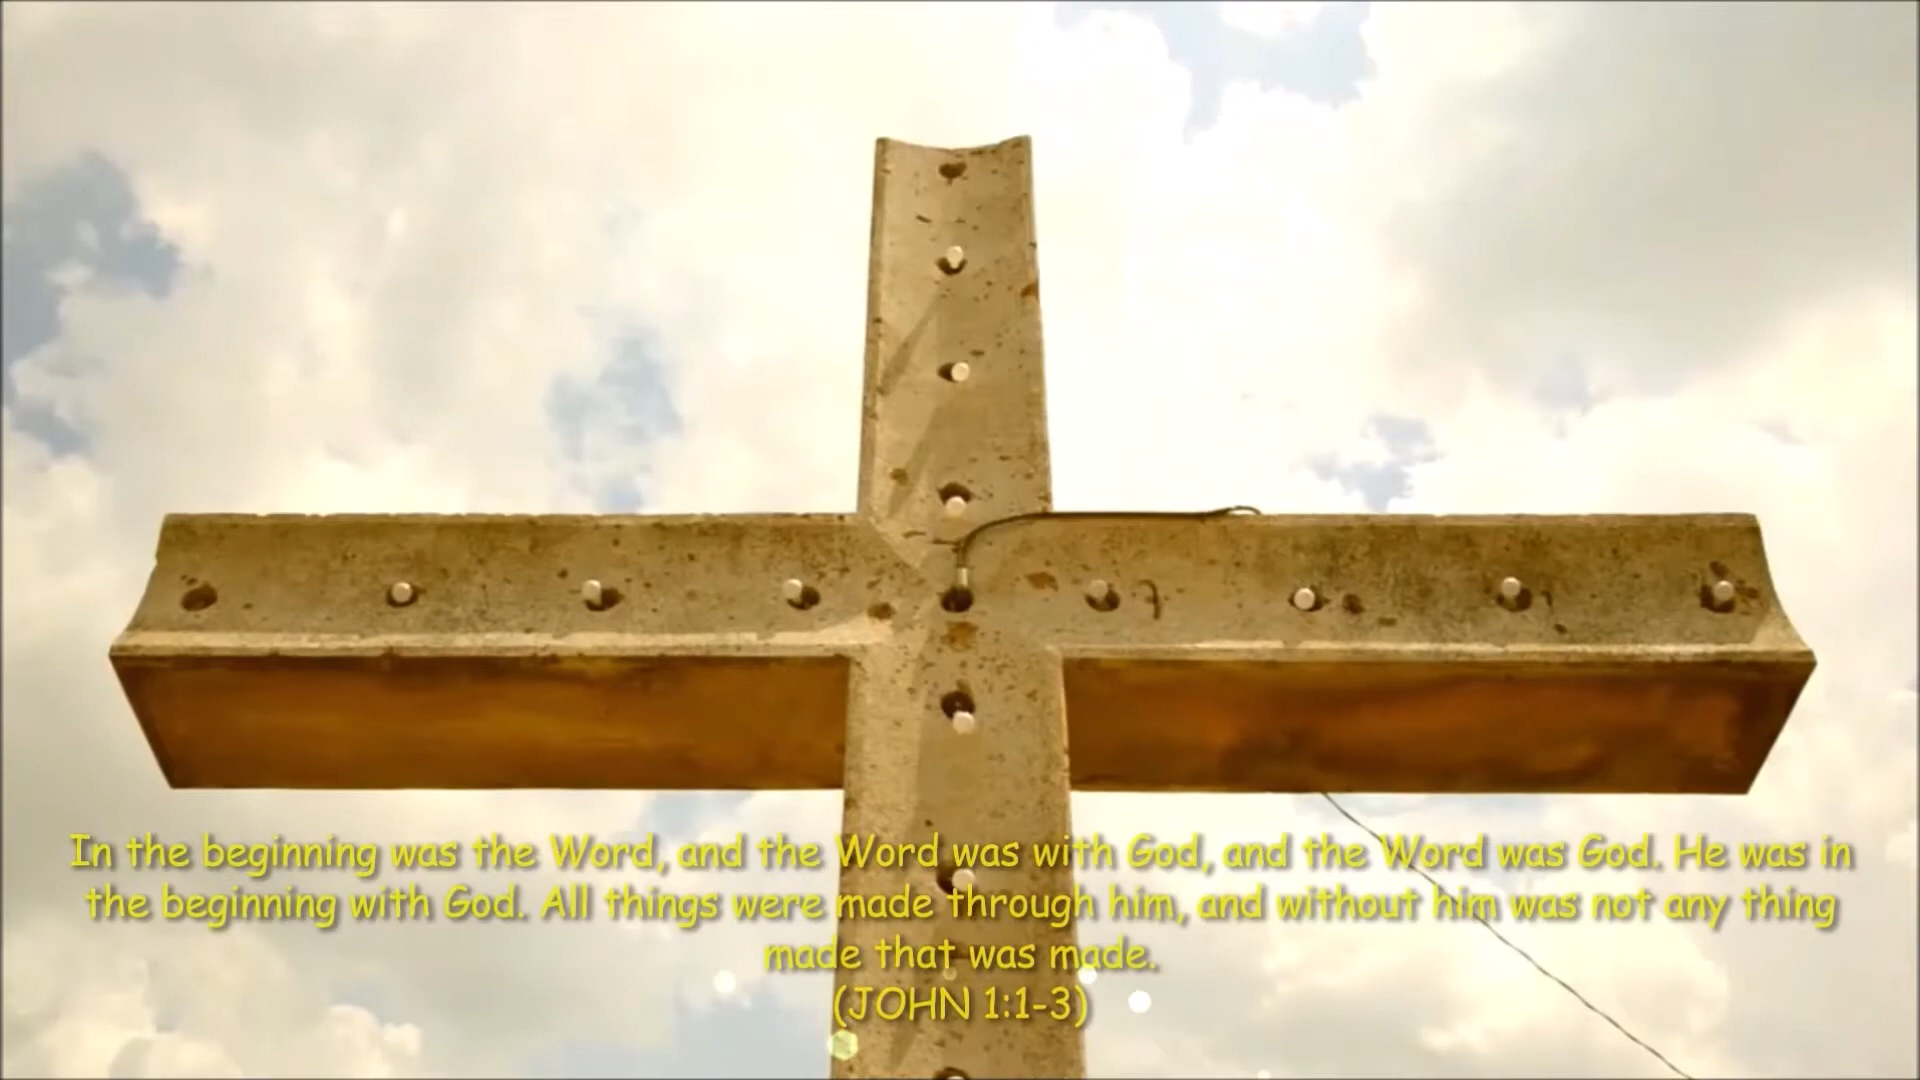 In the beginning was the Word, and the Word was with God, and the Word was God. He was in
the beginning with God. All things were made through him, and without him was not any thing
made that was made.
(JOHN 1:1-3)